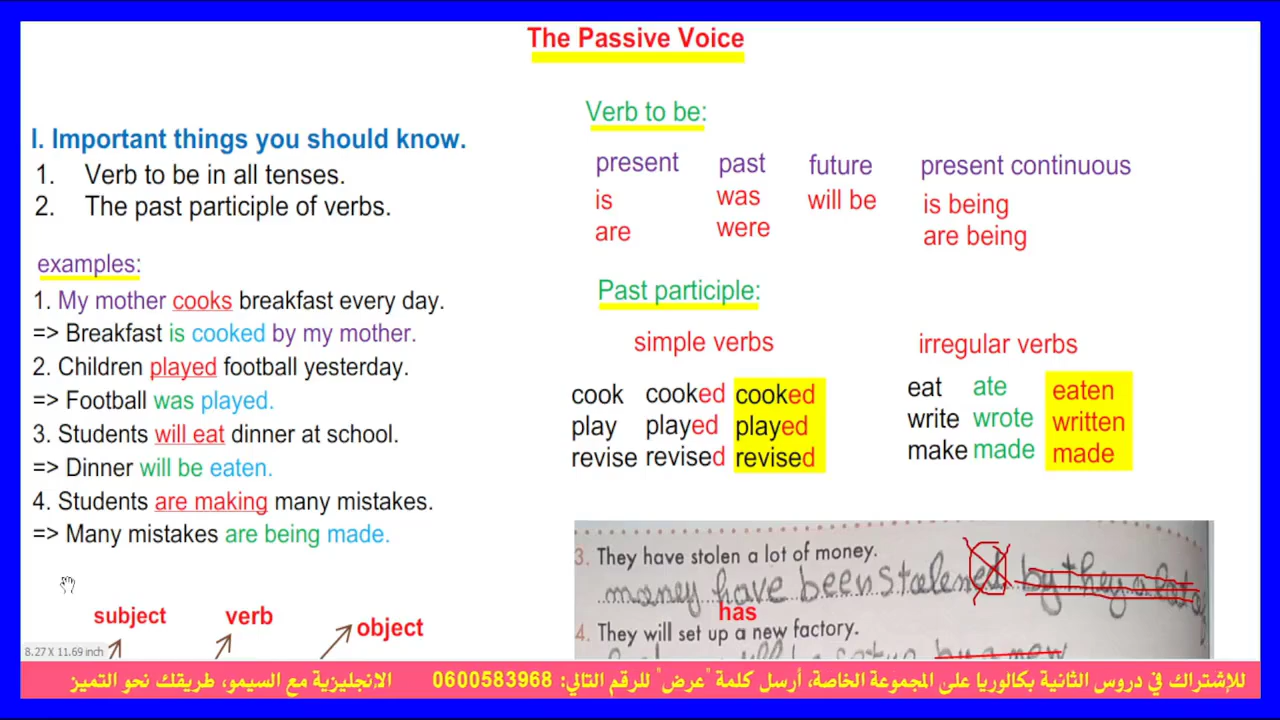 The Passive Voice
I. Important things you should know.
1. Verb to be in all tenses.
2. The past participle of verbs.
examples:
1. My mother cooks breakfast every day.
=> Breakfast is cooked by my mother.
2. Children played football yesterday.
=> Football was played.
3. Students will eat dinner at school.
=> Dinner will be eaten.
4. Students are making many mistakes.
=> Many mistakes are being made.
subject verb object
8.27 X 11.69 inch
Verb to be:
present past future present continuous
is was will be is being
are were are being
Past participle:
simple verbs irregular verbs
cook cooked cooked eat ate eaten
play played played write wrote written
revise revised revised make made made
3. They have stolen a lot of money.
money have been by they a lot
has
4. They will set up a new factory.
by a new
للإشتراك في دروس الثانية بكالوريا على المجموعة الخاصة، أرسل كلمة "عرض" للرقم التالي: 0600583968 الانجليزية مع السيمو، طريقك نحو التميز